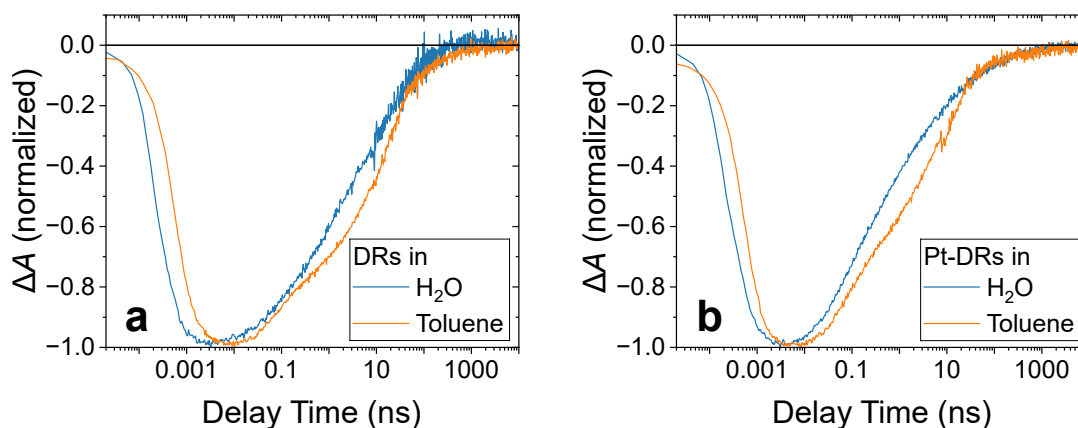 0.0
−0.2
−0.4
−0.6
−0.8
−1.0
ΔA (normalized)
a
DRs in
H₂O
Toluene
0.001 0.1 10 1000
Delay Time (ns)
0.0
−0.2
−0.4
−0.6
−0.8
−1.0
ΔA (normalized)
b
Pt-DRs in
H₂O
Toluene
0.001 0.1 10 1000
Delay Time (ns)